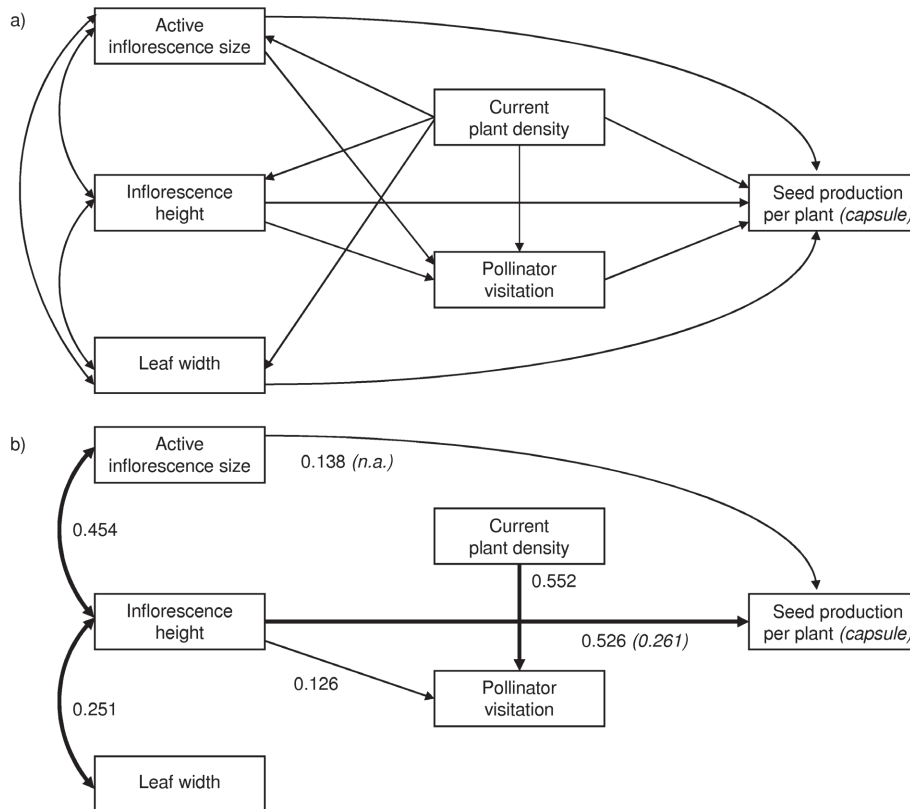 a)
Active
inflorescence size
Current
plant density
Inflorescence
height
Seed production
per plant (capsule)
Pollinator
visitation
Leaf width
b)
Active
inflorescence size
0.138 (n.a.)
0.454
Current
plant density
0.552
Inflorescence
height
Seed production
per plant (capsule)
0.526 (0.261)
0.126
Pollinator
visitation
0.251
Leaf width